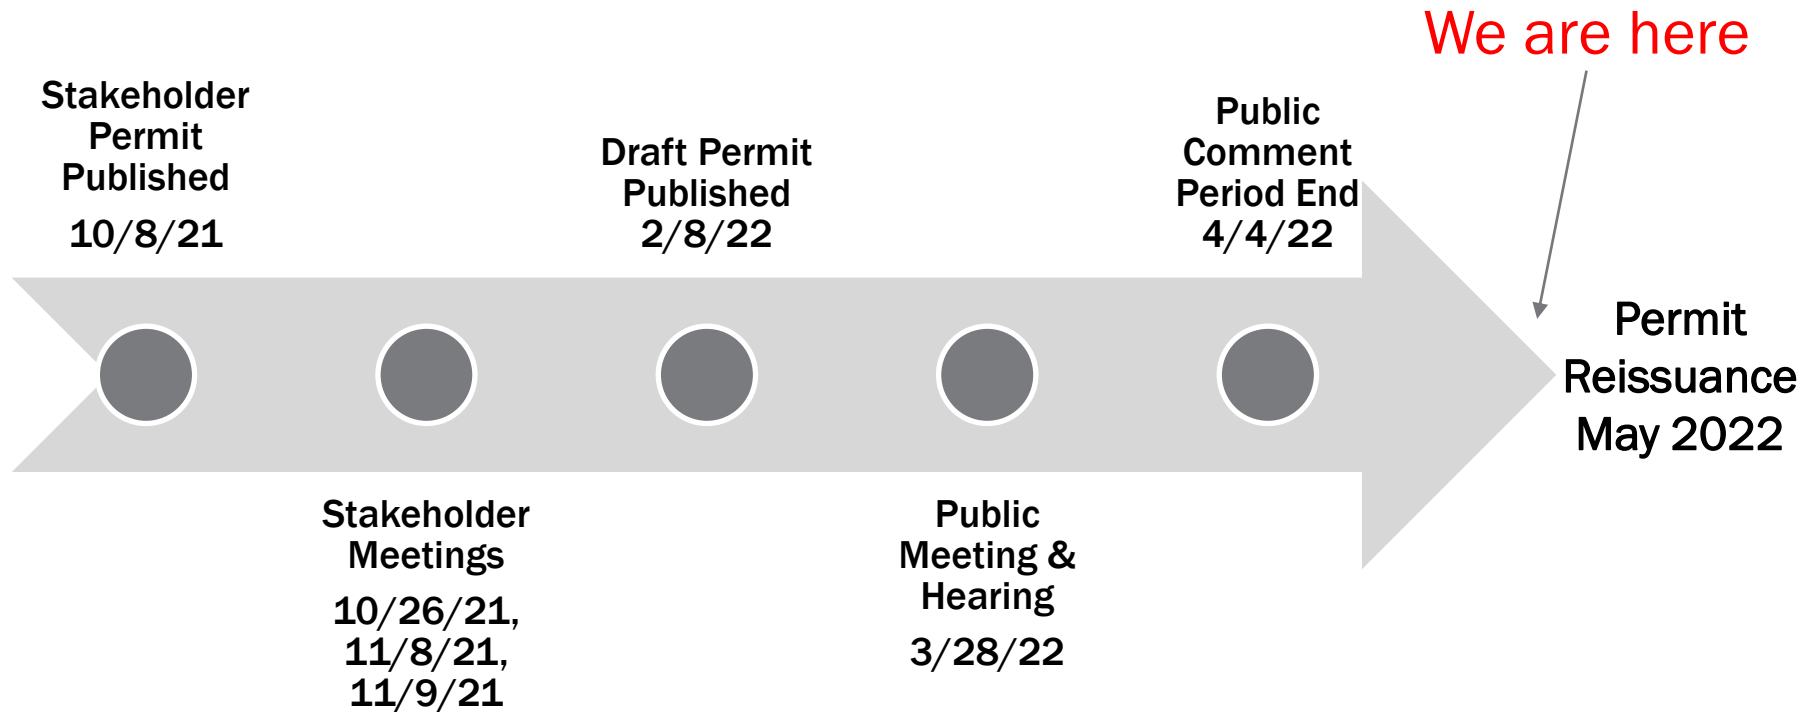 We are here
Stakeholder
Permit
Published
10/8/21
Stakeholder
Meetings
10/26/21,
11/8/21,
11/9/21
Draft Permit
Published
2/8/22
Public
Meeting &
Hearing
3/28/22
Public
Comment
Period End
4/4/22
Permit
Reissuance
May 2022